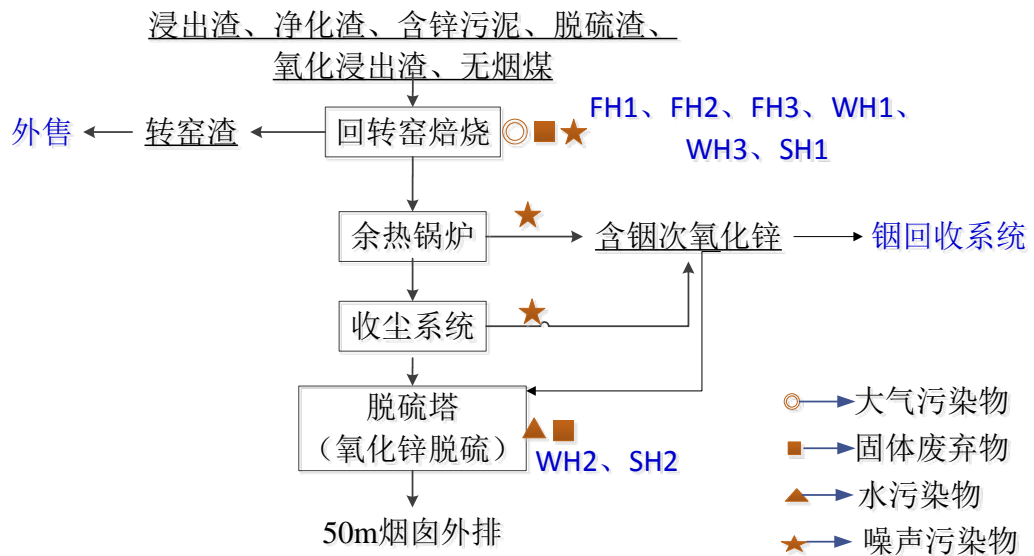 浸出渣、净化渣、含锌污泥、脱硫渣、
氧化浸出渣、无烟煤
外售
转窑渣
回转窑焙烧
FH1、FH2、FH3、WH1、
WH3、SH1
余热锅炉
含铟次氧化锌
铟回收系统
收尘系统
脱硫塔
（氧化锌脱硫）
WH2、SH2
50m烟囱外排
大气污染物
固体废弃物
水污染物
噪声污染物